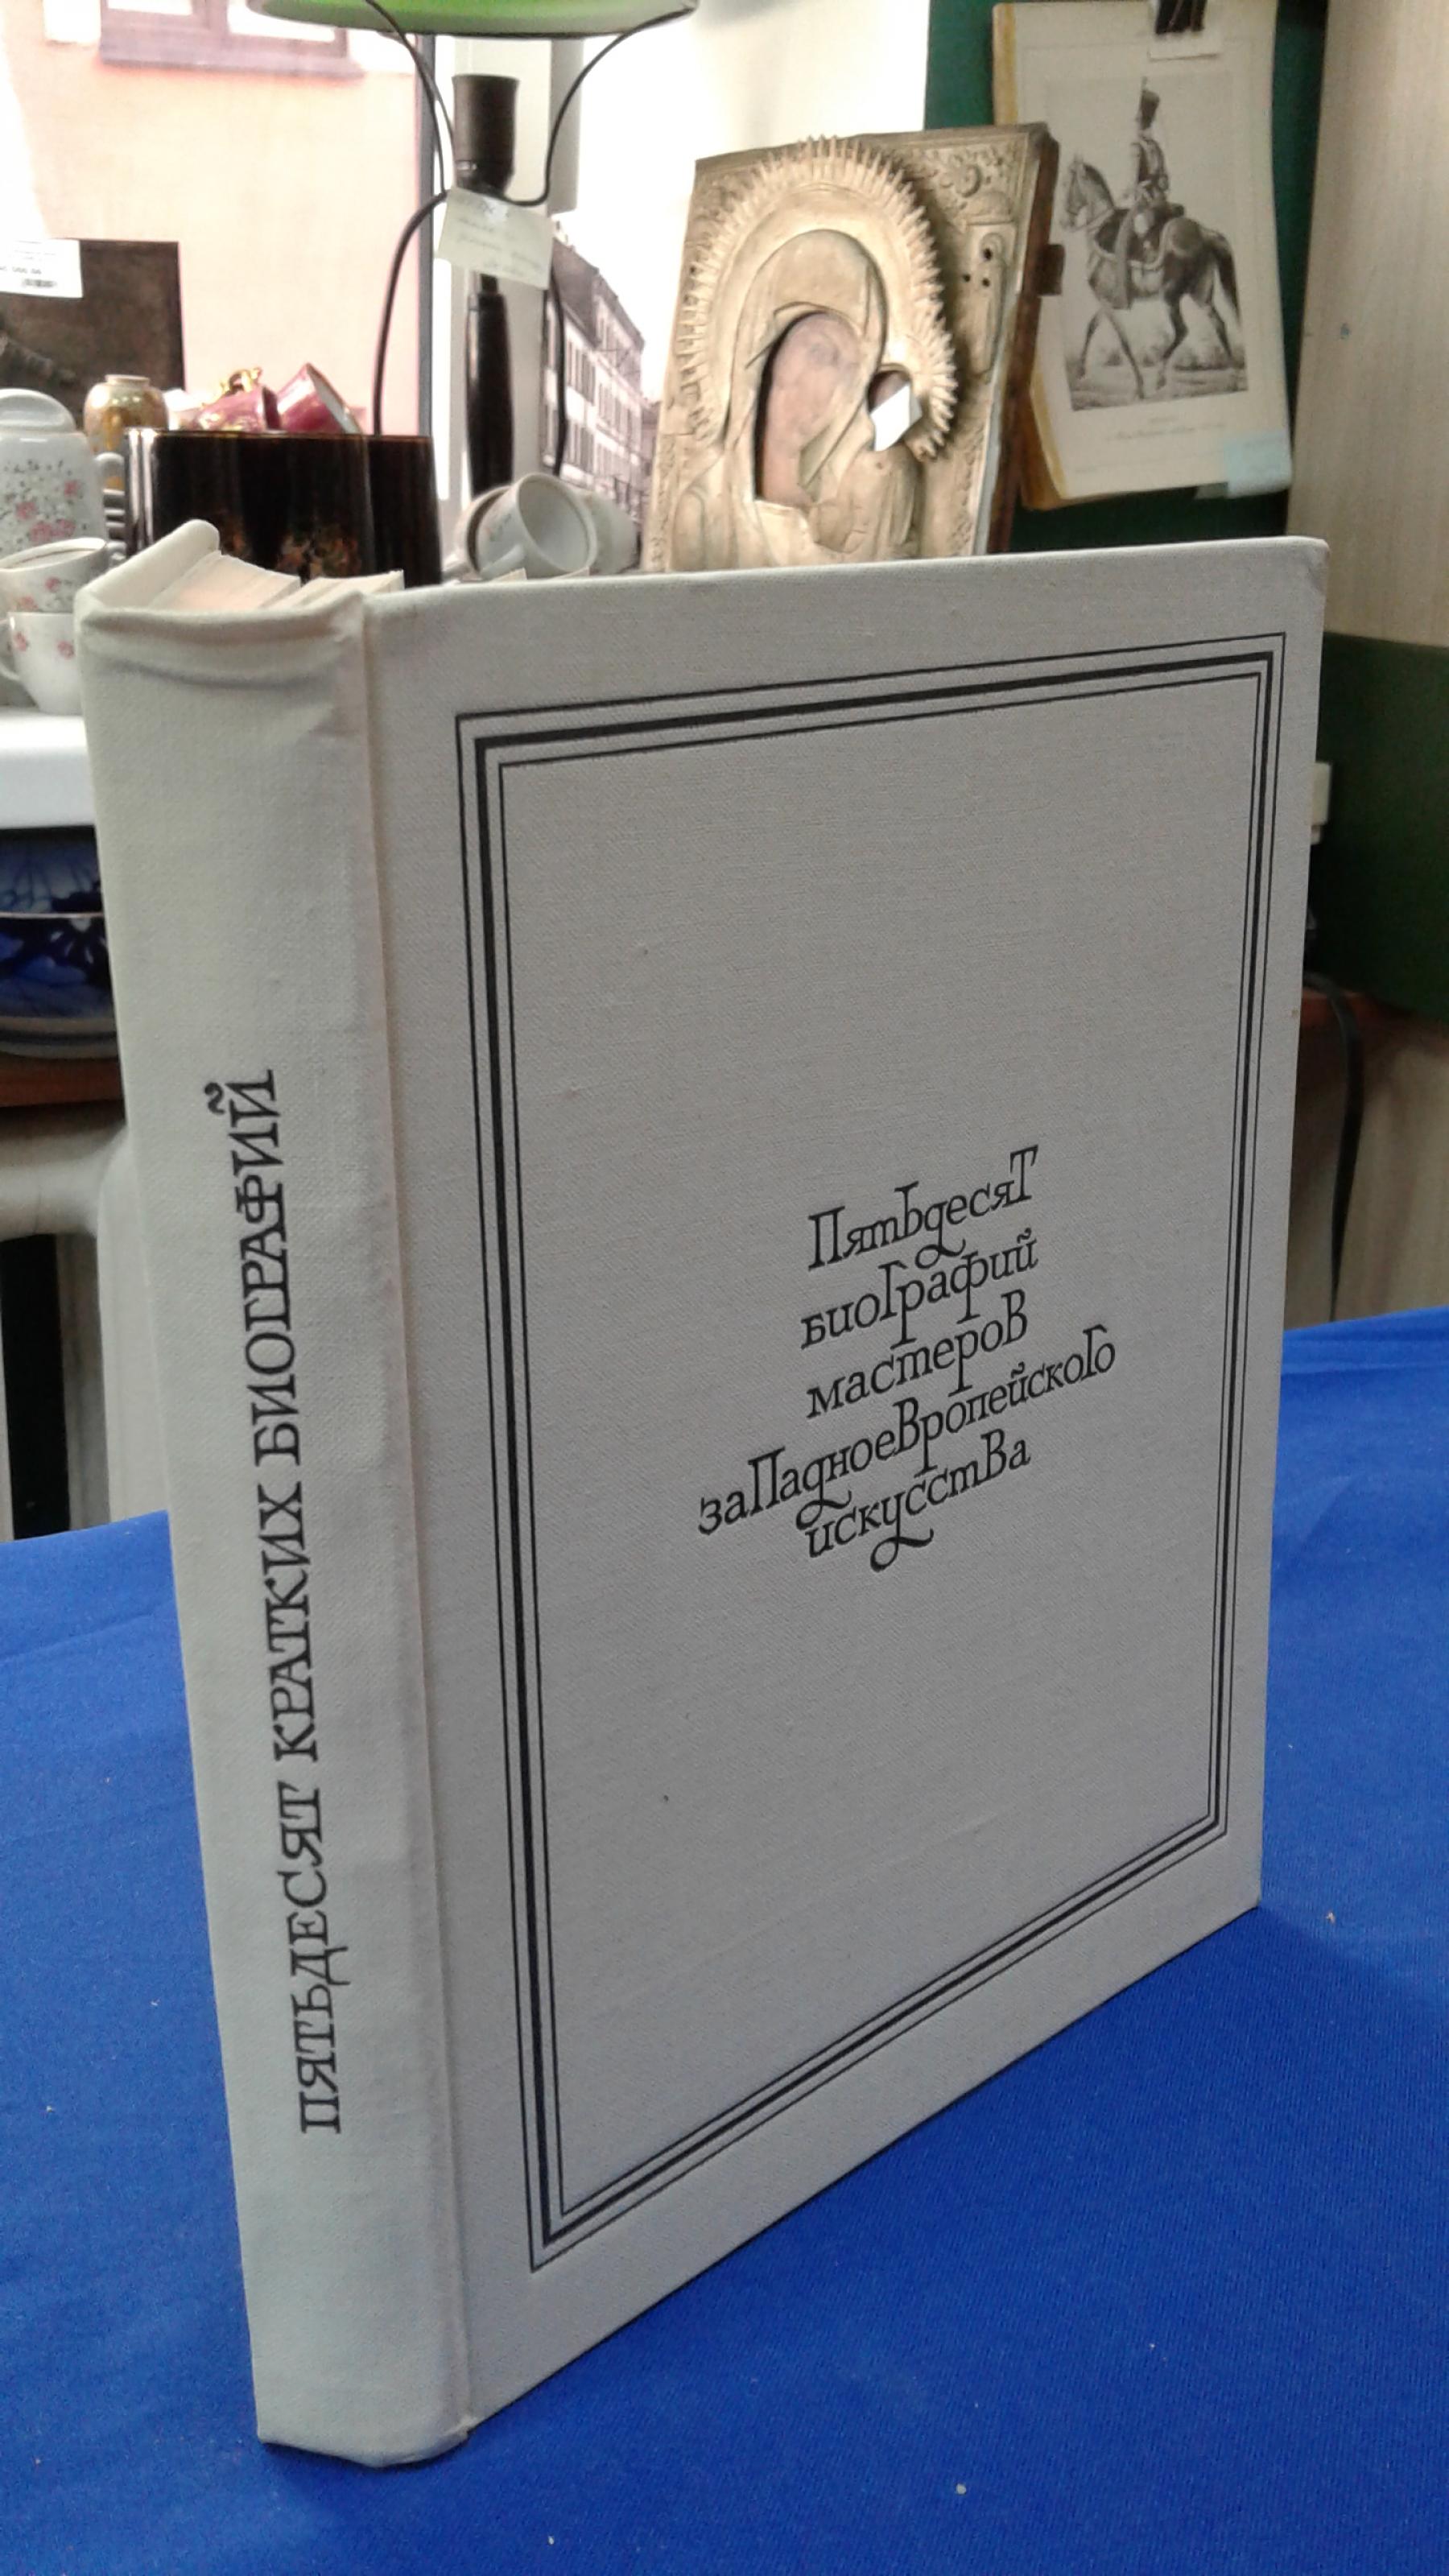 ПЯТЬДЕСЯТ КРАТКИХ БИОГРАФИЙ
Пятьдесят
биографий
мастеров
западноевропейского
искусства